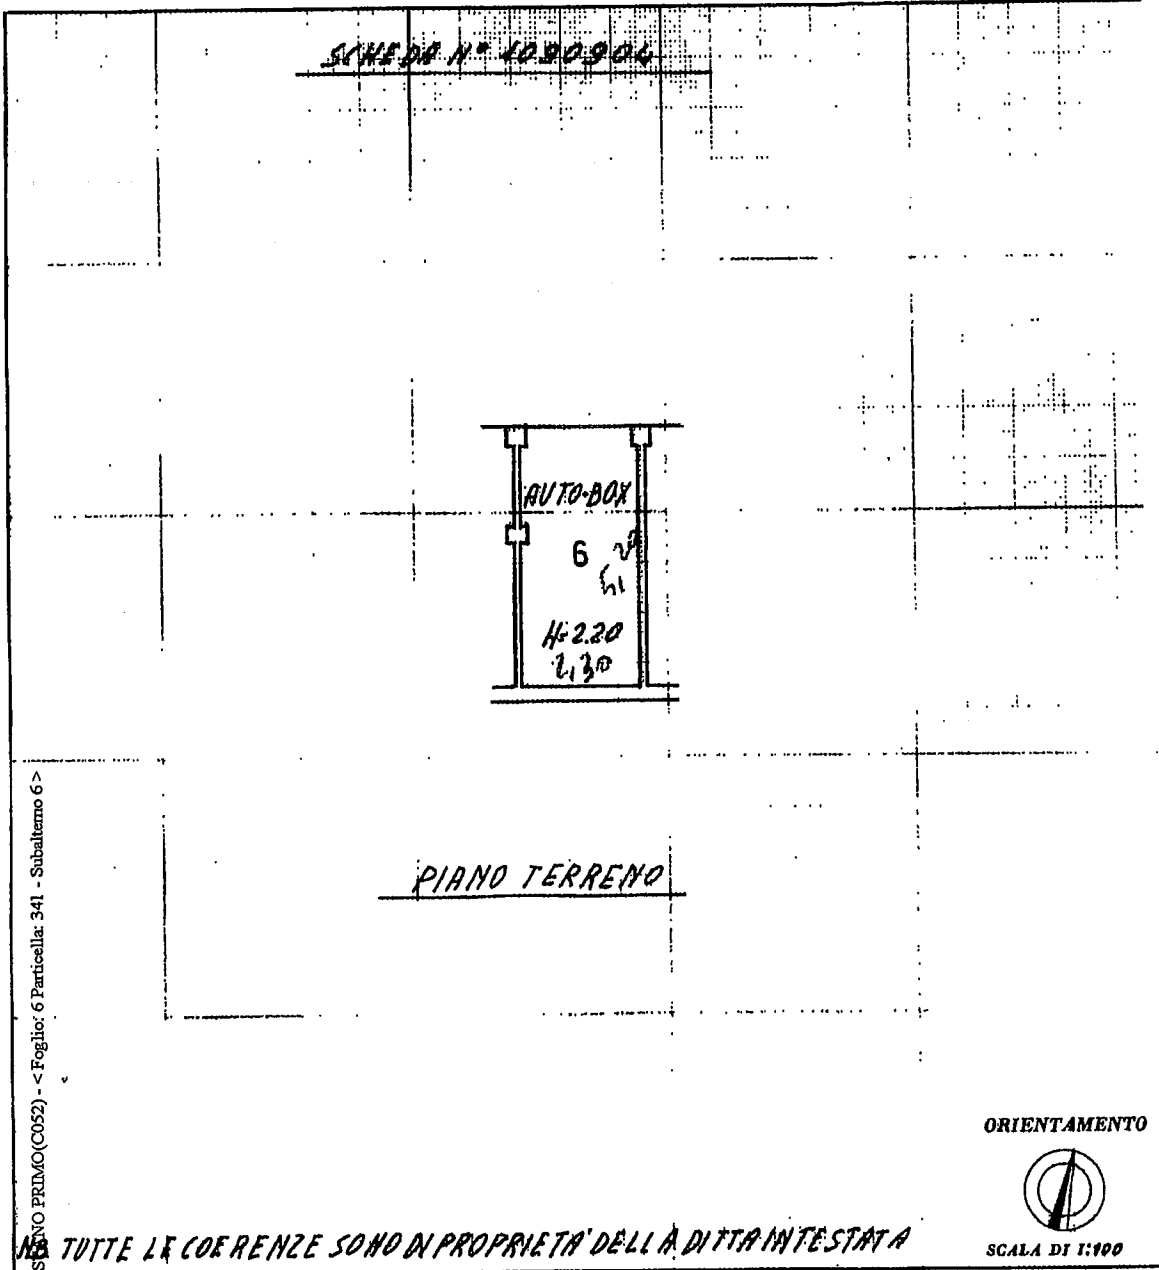 SCHEDA N° 1090904
AUTO-BOX
6
H=2.20
2,30
PIANO TERRENO
NO PRIMO(C052) - < Foglio: 6 Particella: 341 - Subalterno 6 >
ORIENTAMENTO
SCALA DI 1:100
NB TUTTE LE COERENZE SONO DI PROPRIETA' DELLA DITTA INTESTATA